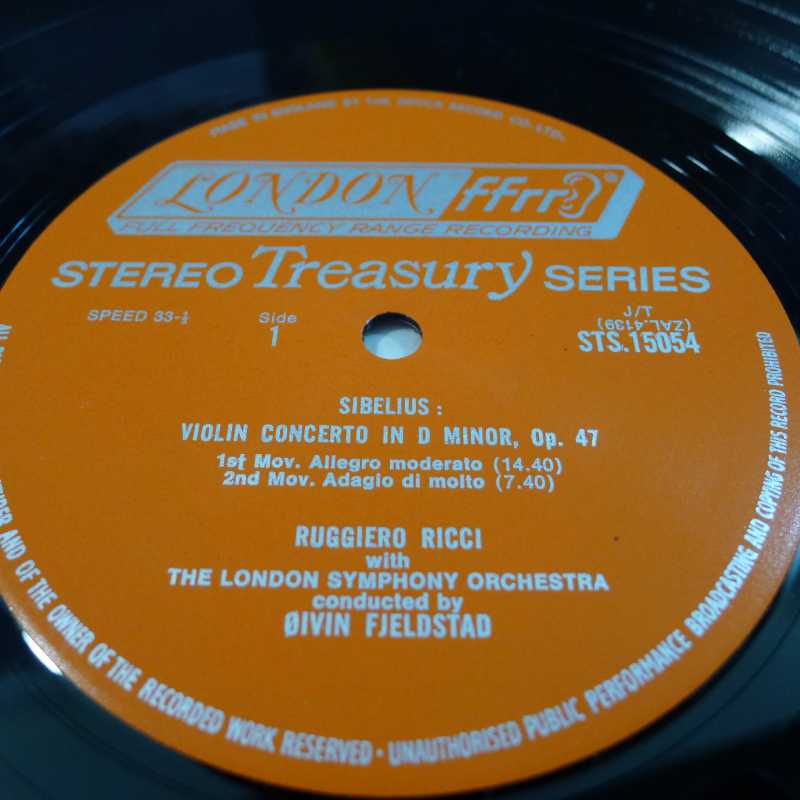 MADE IN ENGLAND BY THE DECCA RECORD CO. LTD.
LONDON ffrr
FULL FREQUENCY RANGE RECORDING
STEREO Treasury SERIES
SPEED 33-⅓
Side
1
J/T
(ZAL.4139)
STS.15054
SIBELIUS :
VIOLIN CONCERTO IN D MINOR, Op. 47
1st Mov. Allegro moderato (14.40)
2nd Mov. Adagio di molto (7.40)
RUGGIERO RICCI
with
THE LONDON SYMPHONY ORCHESTRA
conducted by
ØIVIN FJELDSTAD
AND OF THE OWNER OF THE RECORDED WORK RESERVED · UNAUTHORISED PUBLIC PERFORMANCE BROADCASTING AND COPYING OF THIS RECORD PROHIBITED